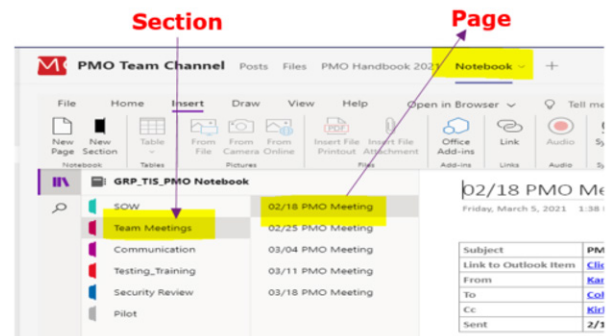 Section
Page
PMO Team Channel Posts Files PMO Handbook 2021 Notebook
File Home Insert Draw View Help Open in Browser Tell me
New Page
New Section
Table
From File
From Camera
From Online
PDF
Insert File Printout
Insert File Attachment
Office Add-ins
Link
Audio
Notebook Tables Pictures Files Add-ins Links Audio
GRP_TIS_PMO Notebook
SOW
Team Meetings
Communication
Testing_Training
Security Review
Pilot
02/18 PMO Meeting
02/25 PMO Meeting
03/04 PMO Meeting
03/11 PMO Meeting
03/18 PMO Meeting
02/18 PMO Me
Friday, March 5, 2021 1:38
Subject PM
Link to Outlook Item Clic
From Kar
To Col
Cc Kir
Sent 2/1